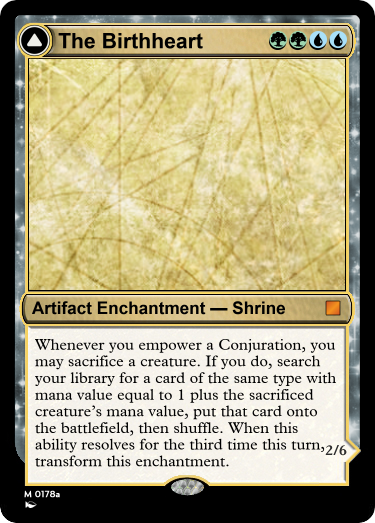 The Birthheart
Artifact Enchantment — Shrine
Whenever you empower a Conjuration, you
may sacrifice a creature. If you do, search
your library for a card of the same type with
mana value equal to 1 plus the sacrificed
creature's mana value, put that card onto
the battlefield, then shuffle. When this
ability resolves for the third time this turn,
transform this enchantment.
2/6
M 0178a